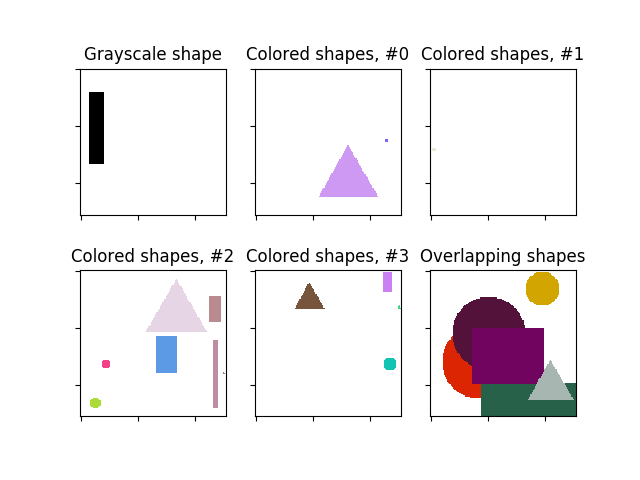 Grayscale shape
Colored shapes, #0
Colored shapes, #1
Colored shapes, #2
Colored shapes, #3
Overlapping shapes